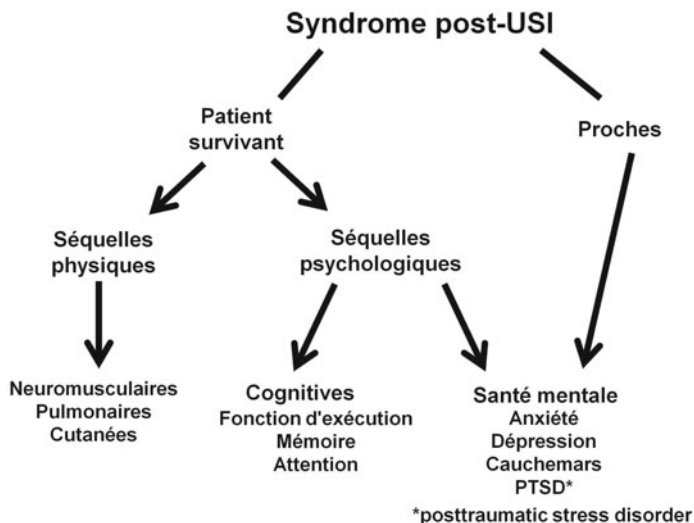 Syndrome post-USI
Patient
survivant
Proches
Séquelles
physiques
Séquelles
psychologiques
Neuromusculaires
Pulmonaires
Cutanées
Cognitives
Fonction d'exécution
Mémoire
Attention
Santé mentale
Anxiété
Dépression
Cauchemars
PTSD*
*posttraumatic stress disorder